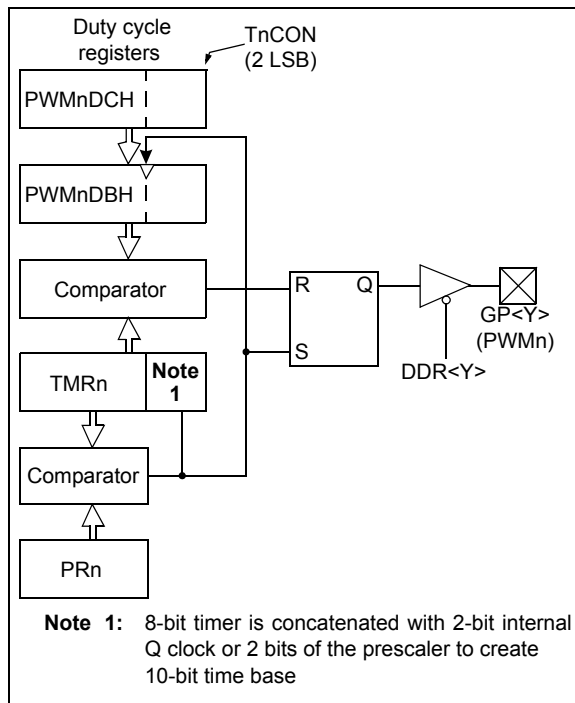 Duty cycle
registers
TnCON
(2 LSB)
PWMnDCH
PWMnDBH
Comparator
R
Q
S
GP<Y>
(PWMn)
DDR<Y>
TMRn
Note
1
Comparator
PRn
Note 1: 8-bit timer is concatenated with 2-bit internal
Q clock or 2 bits of the prescaler to create
10-bit time base